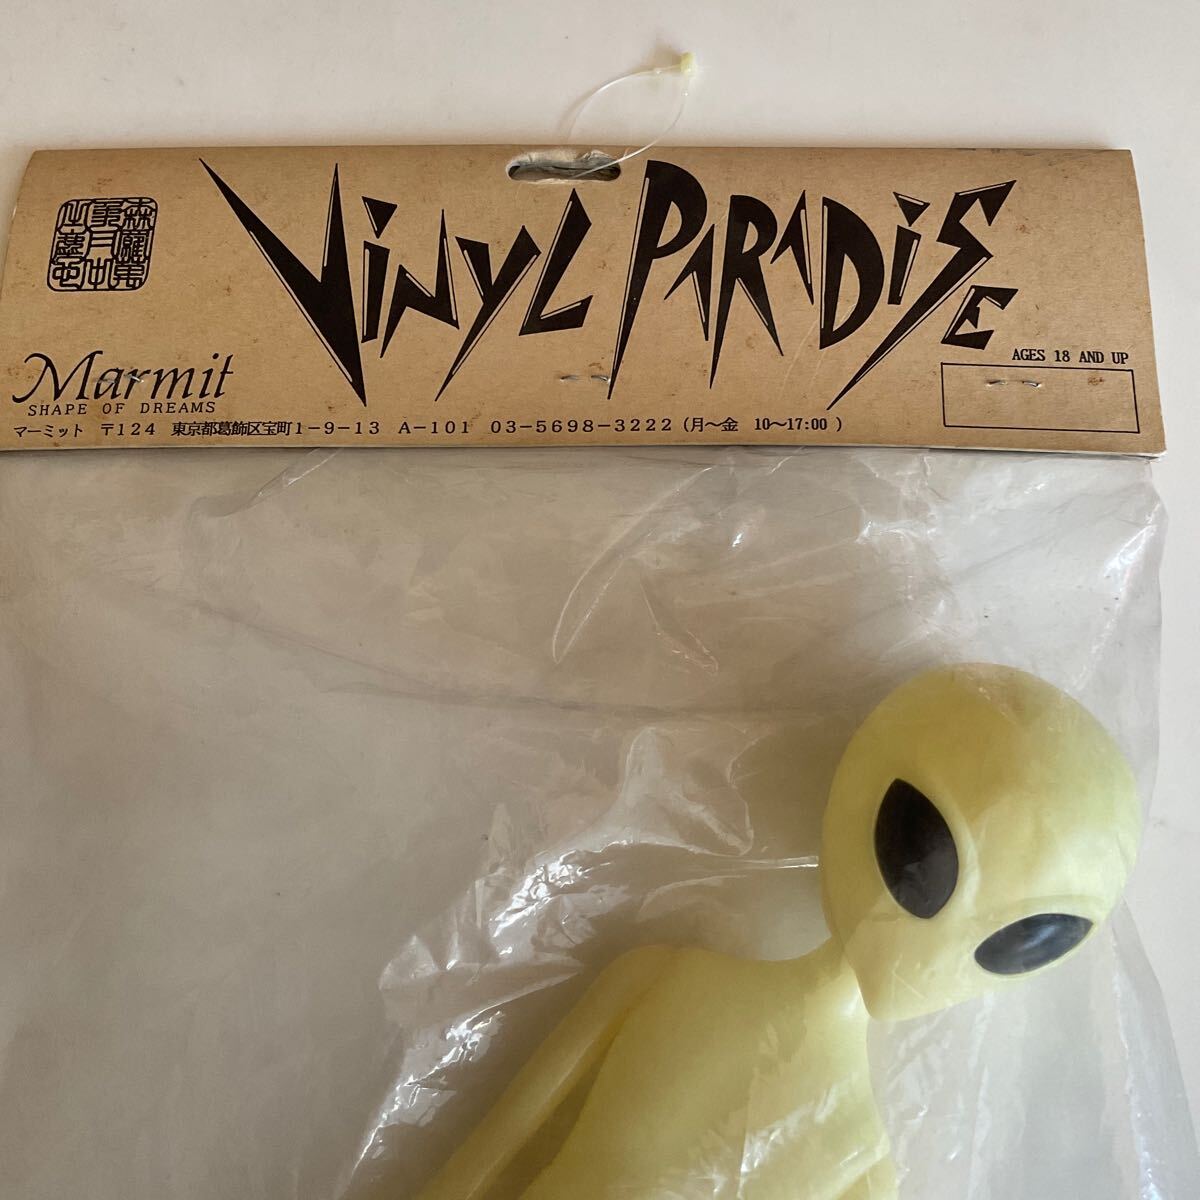 VINYL PARADISE
Marmit
SHAPE OF DREAMS
AGES 18 AND UP
マーミット 〒124 東京都葛飾区宝町1-9-13 A-101 03-5698-3222 (月～金 10～17:00 )